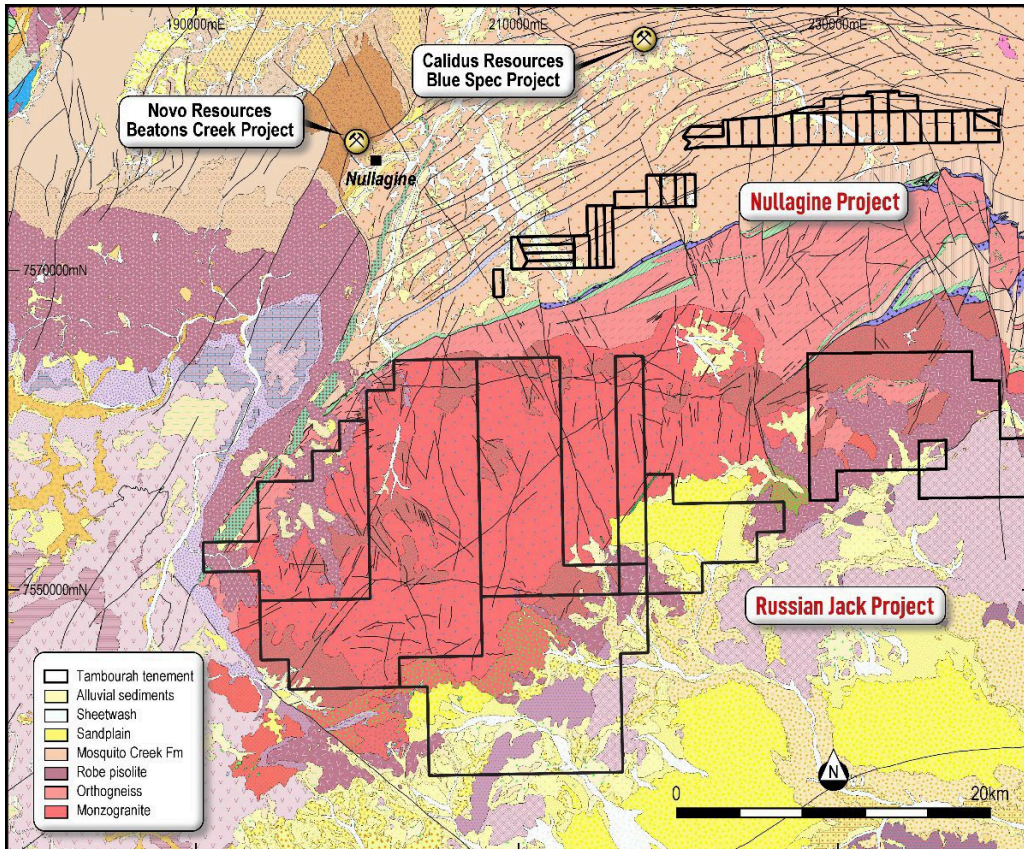 190000mE
210000mE
230000mE
Calidus Resources
Blue Spec Project
Novo Resources
Beatons Creek Project
Nullagine
Nullagine Project
7570000mN
7550000mN
Russian Jack Project
Tambourah tenement
Alluvial sediments
Sheetwash
Sandplain
Mosquito Creek Fm
Robe pisolite
Orthogneiss
Monzogranite
N
0
20km